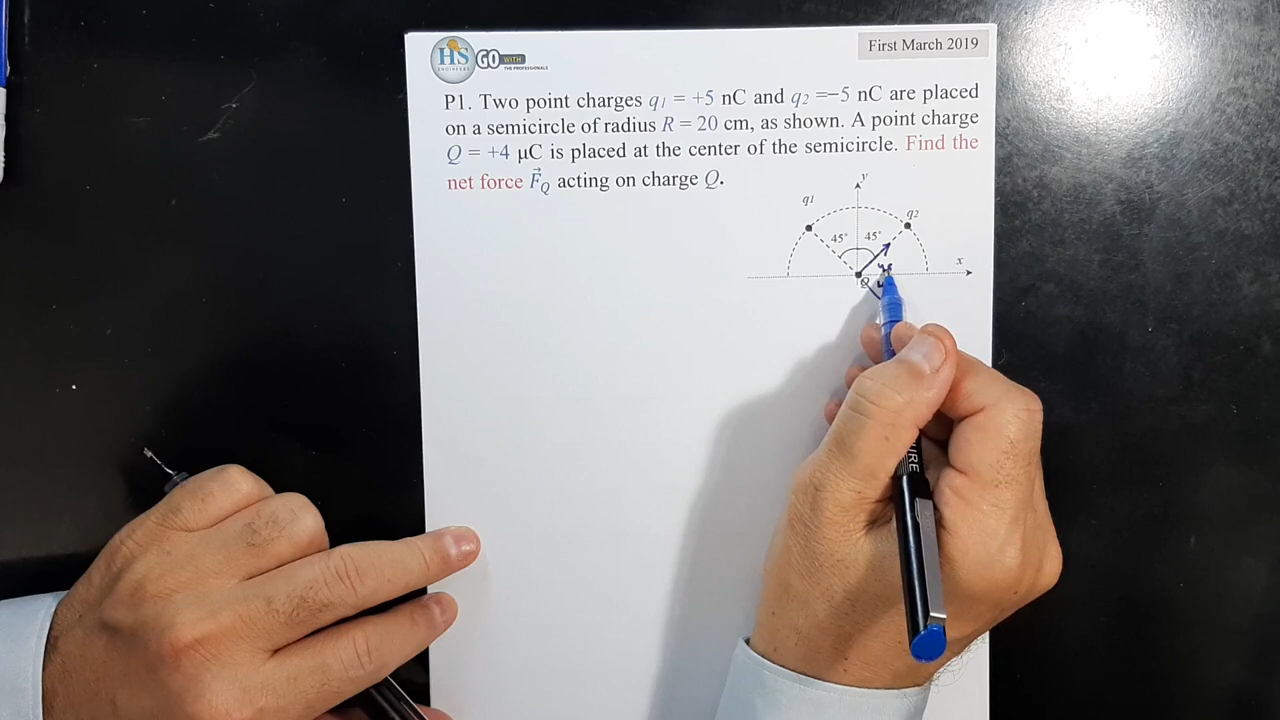 HS
ENGINEERS
GO WITH
THE PROFESSIONALS
First March 2019
P1. Two point charges q1 = +5 nC and q2 =−5 nC are placed
on a semicircle of radius R = 20 cm, as shown. A point charge
Q = +4 μC is placed at the center of the semicircle. Find the
net force F⃗Q acting on charge Q.
y
q1
q2
45° 45°
x
Q